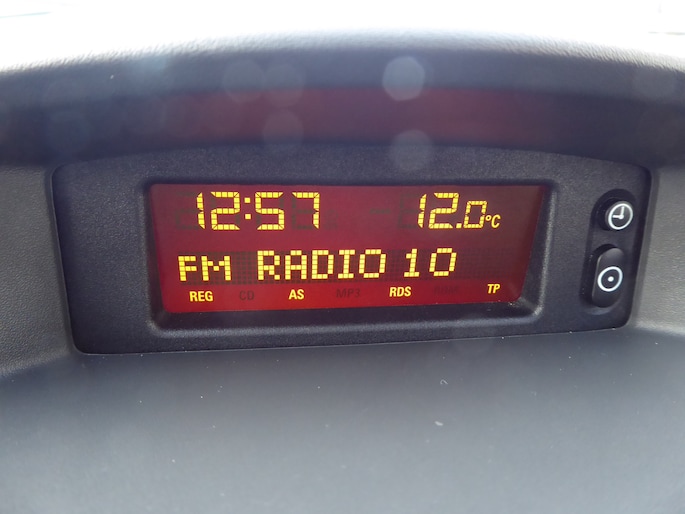 12:57 12.0°C
FM RADIO 10
REG CD AS MP3 RDS TP